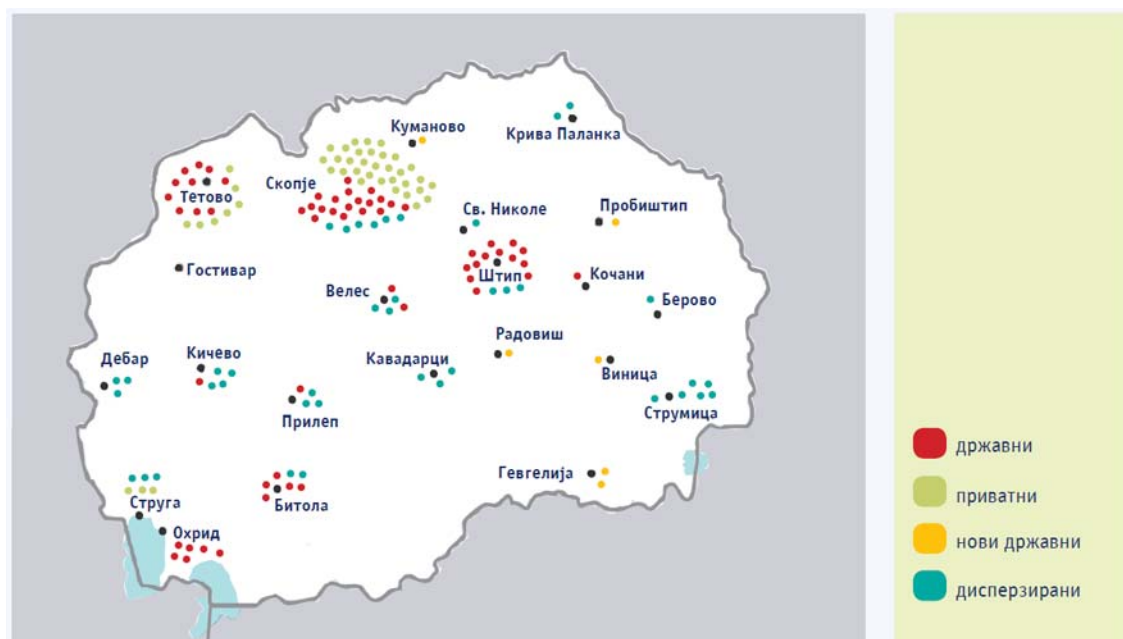 Куманово
Крива Паланка
Скопје
Тетово
Св. Николе
Пробиштип
Гостивар
Штип
Кочани
Велес
Берово
Радовиш
Дебар
Кичево
Кавадарци
Виница
Струмица
Прилеп
Гевгелија
Струга
Битола
Охрид
државни
приватни
нови државни
дисперзирани